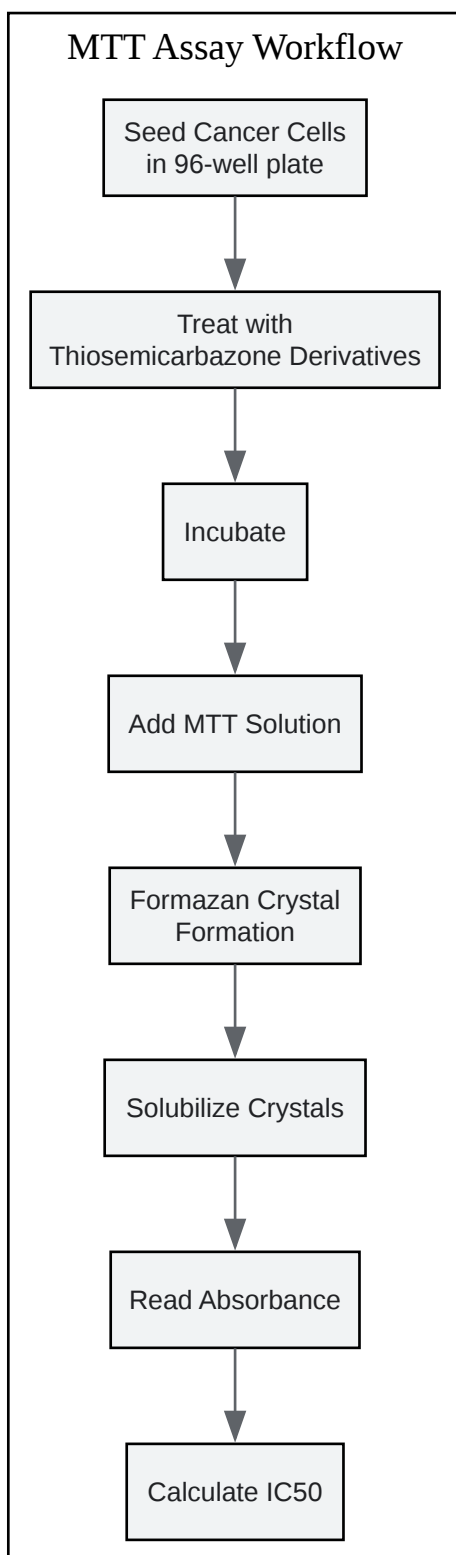 MTT Assay Workflow
Seed Cancer Cells
in 96-well plate
Treat with
Thiosemicarbazone Derivatives
Incubate
Add MTT Solution
Formazan Crystal
Formation
Solubilize Crystals
Read Absorbance
Calculate IC50